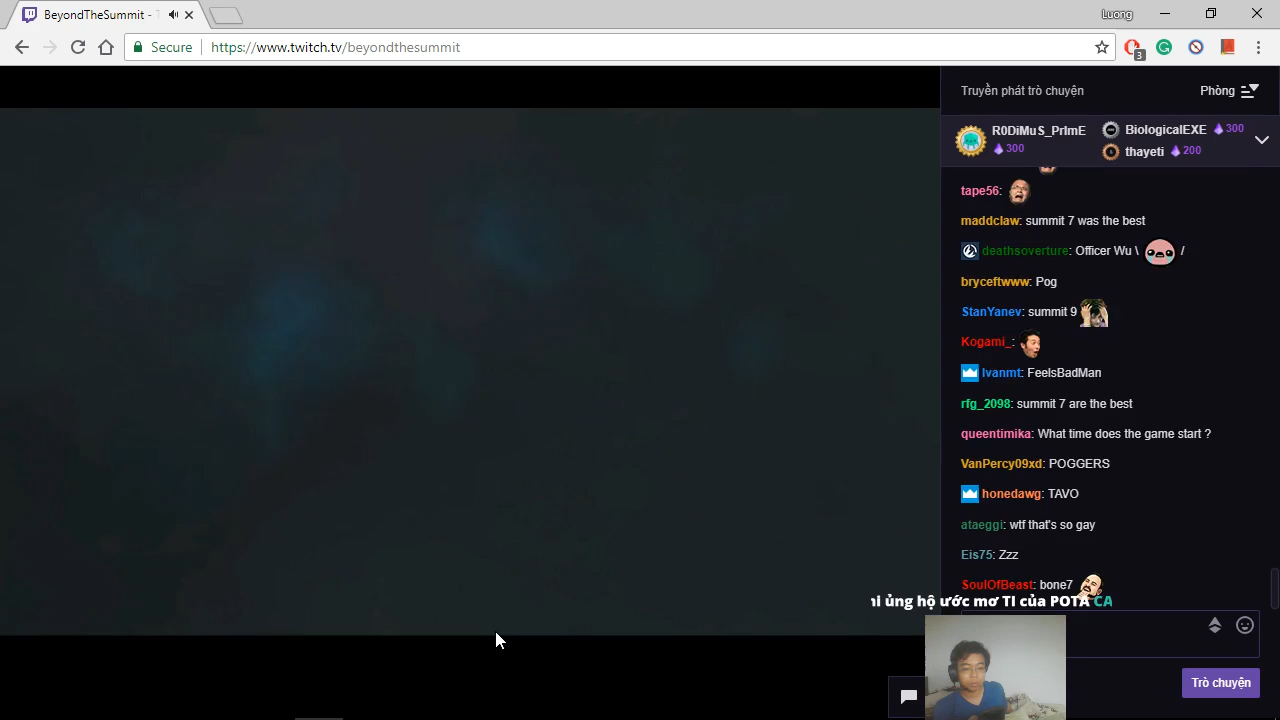 BeyondTheSummit - T
Luong
Secure
https://www.twitch.tv/beyondthesummit
3
Truyền phát trò chuyện
Phòng
R0DiMuS_PrImE
300
BiologicalEXE 300
thayeti 200
tape56:
maddclaw: summit 7 was the best
deathsoverture: Officer Wu \ /
bryceftwww: Pog
StanYanev: summit 9
Kogami_:
Ivanmt: FeelsBadMan
rfg_2098: summit 7 are the best
queentimika: What time does the game start ?
VanPercy09xd: POGGERS
honedawg: TAVO
ataeggi: wtf that's so gay
Eis75: Zzz
SoulOfBeast: bone7
ủng hộ ước mơ TI của POTA CA
Trò chuyện